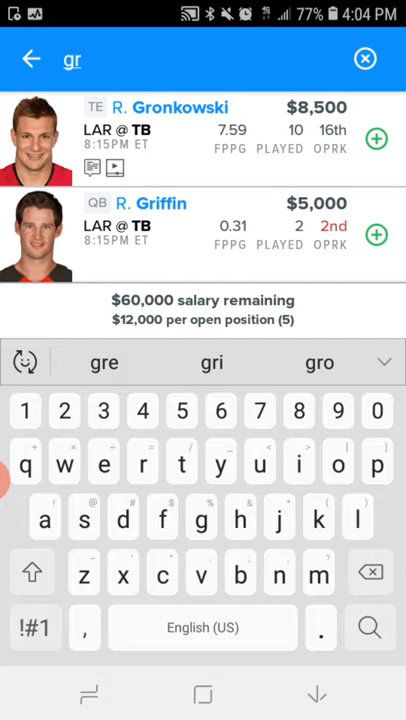 77% 4:04 PM
gr
TE R. Gronkowski $8,500
LAR @ TB 7.59 10 16th
8:15PM ET FPPG PLAYED OPRK
QB R. Griffin $5,000
LAR @ TB 0.31 2 2nd
8:15PM ET FPPG PLAYED OPRK
$60,000 salary remaining
$12,000 per open position (5)
gre gri gro
1 2 3 4 5 6 7 8 9 0
q w e r t y u i o p
a s d f g h j k l
z x c v b n m
!#1 , English (US) .